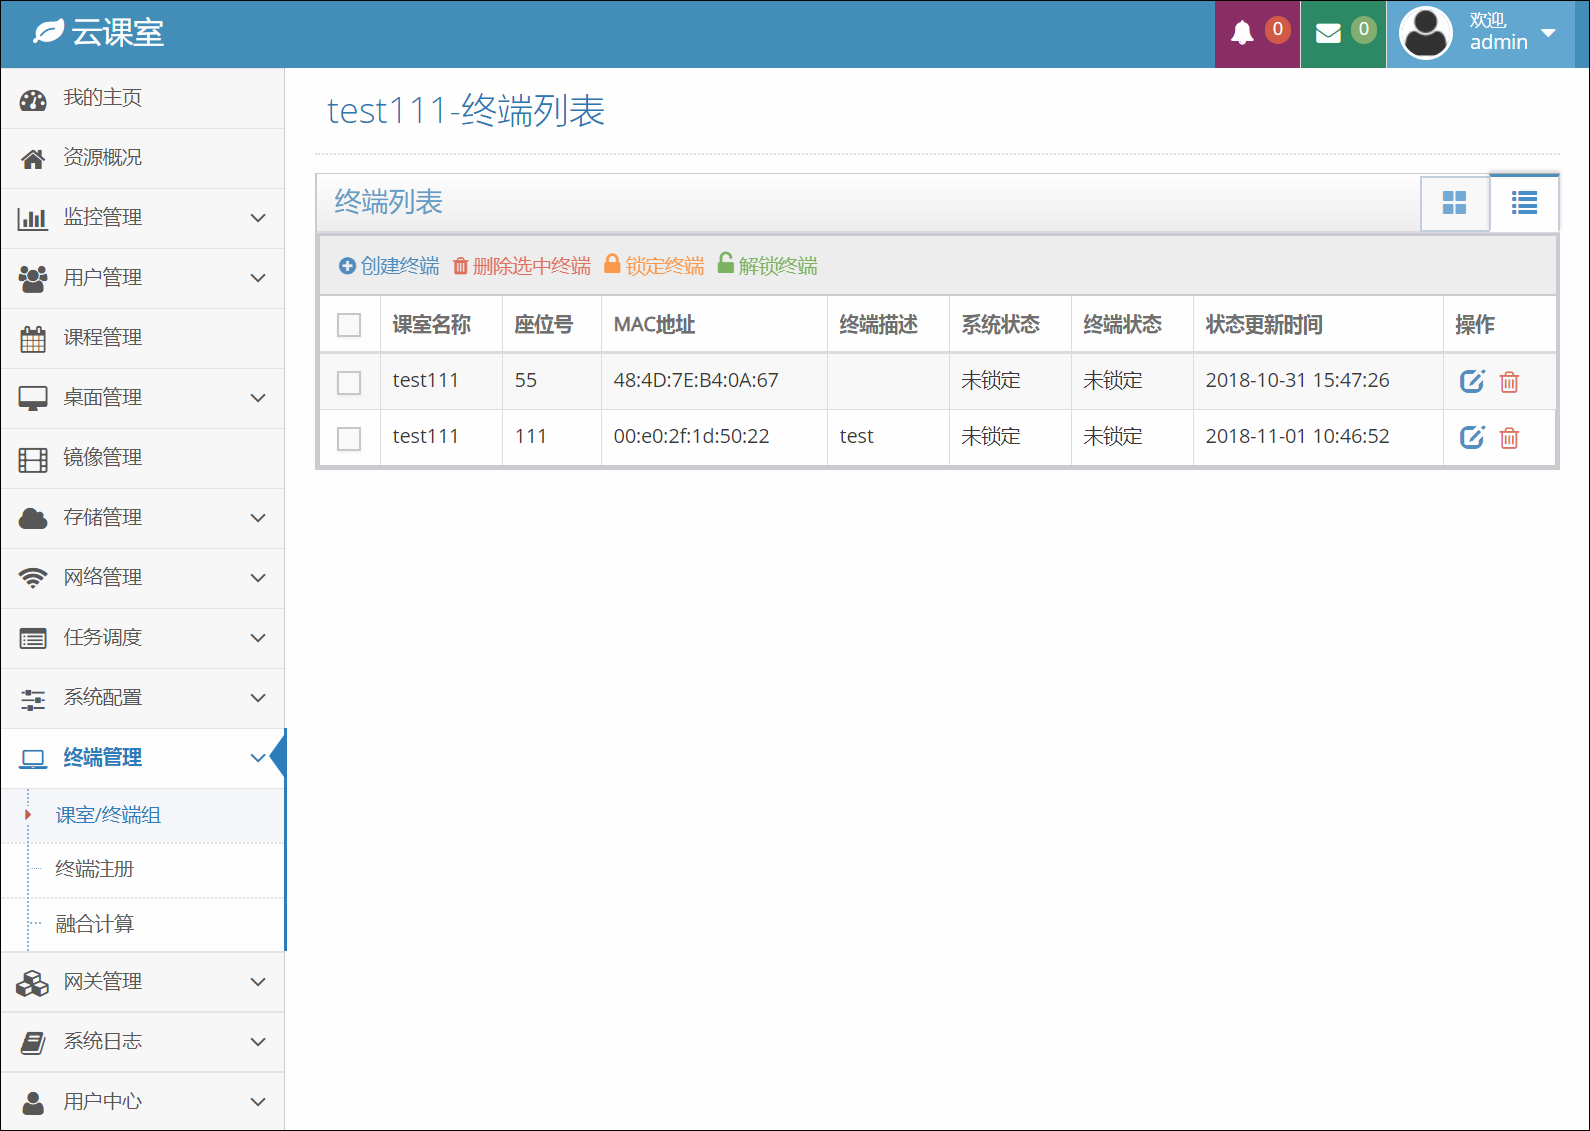 云课室
0
0
欢迎,
admin
我的主页
资源概况
监控管理
用户管理
课程管理
桌面管理
镜像管理
存储管理
网络管理
任务调度
系统配置
终端管理
课室/终端组
终端注册
融合计算
网关管理
系统日志
用户中心
test111-终端列表
终端列表
创建终端 删除选中终端 锁定终端 解锁终端
课室名称 座位号 MAC地址 终端描述 系统状态 终端状态 状态更新时间 操作
test111 55 48:4D:7E:B4:0A:67 未锁定 未锁定 2018-10-31 15:47:26
test111 111 00:e0:2f:1d:50:22 test 未锁定 未锁定 2018-11-01 10:46:52